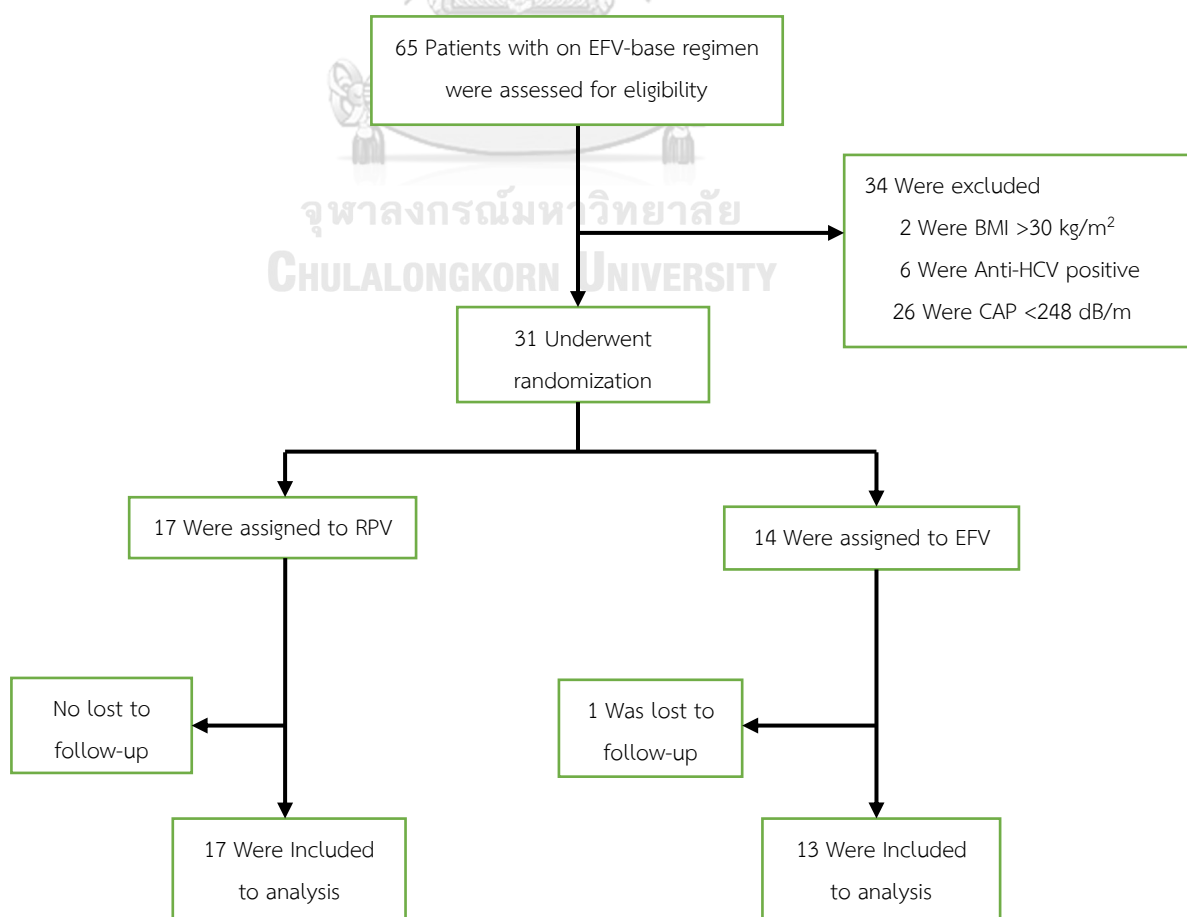 65 Patients with on EFV-base regimen
were assessed for eligibility
34 Were excluded
2 Were BMI >30 kg/m²
6 Were Anti-HCV positive
26 Were CAP <248 dB/m
จุฬาลงกรณ์มหาวิทยาลัย
CHULALONGKORN UNIVERSITY
31 Underwent
randomization
17 Were assigned to RPV
14 Were assigned to EFV
No lost to
follow-up
1 Was lost to
follow-up
17 Were Included
to analysis
13 Were Included
to analysis